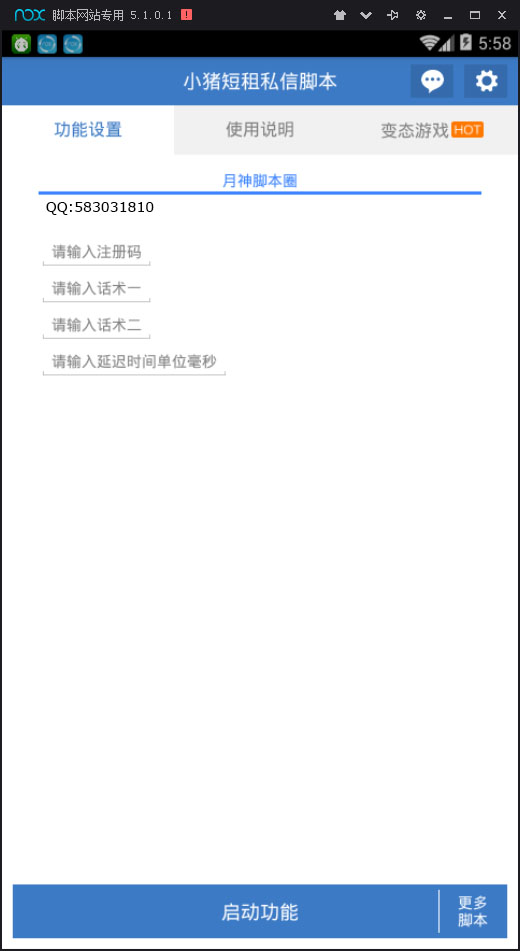 nox 脚本网站专用 5.1.0.1
5:58
小猪短租私信脚本
功能设置 使用说明 变态游戏 HOT
月神脚本圈
QQ:583031810
请输入注册码
请输入话术一
请输入话术二
请输入延迟时间单位毫秒
启动功能
更多
脚本